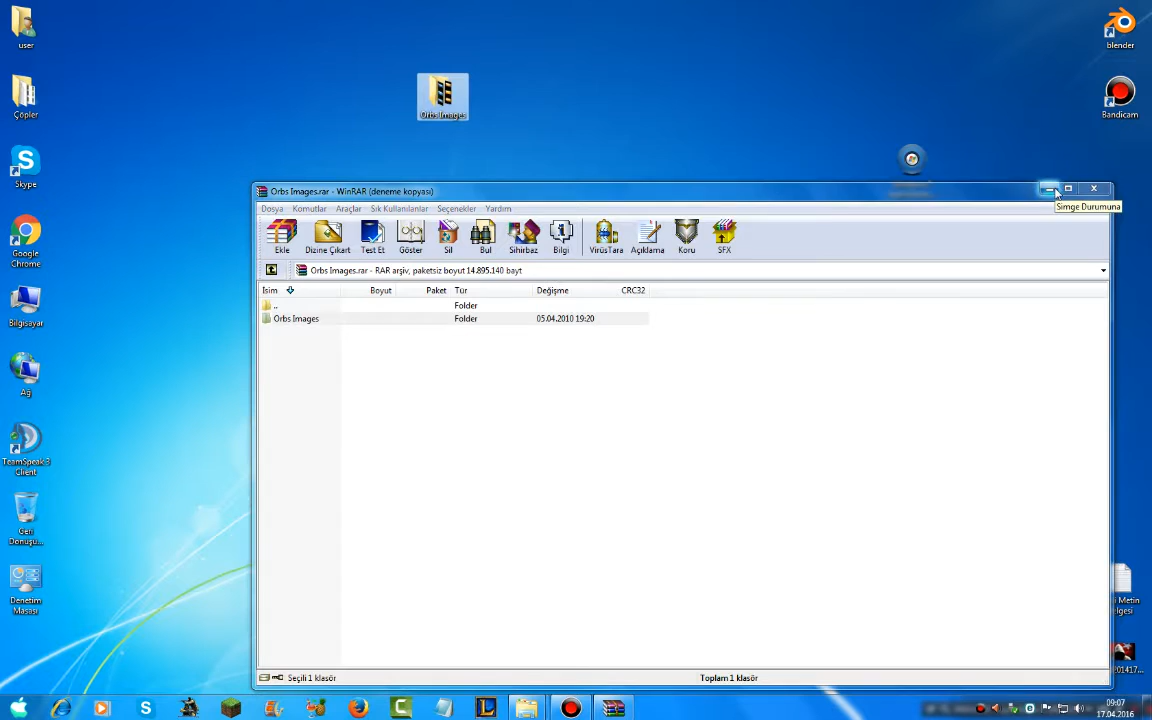 user
Çöpler
Skype
Google
Chrome
Bilgisayar
Ağ
TeamSpeak 3
Client
Geri
Dönüşü...
Denetim
Masası
Orbs Images
blender
Bandicam
Orbs Images.rar - WinRAR (deneme kopyası)
Simge Durumuna
Dosya Komutlar Araçlar Sık Kullanılanlar Seçenekler Yardım
Ekle Dizine Çıkart Test Et Göster Sil Bul Sihirbaz Bilgi VirüsTara Açıklama Koru SFX
Orbs Images.rar - RAR arşiv, paketsiz boyut 14.895.140 bayt
İsim Boyut Paket Tür Değişme CRC32
.. Folder
Orbs Images Folder 05.04.2010 19:20
Seçili 1 klasör Toplam 1 klasör
i Metin
elgesi
201417...
09:07
17.04.2016